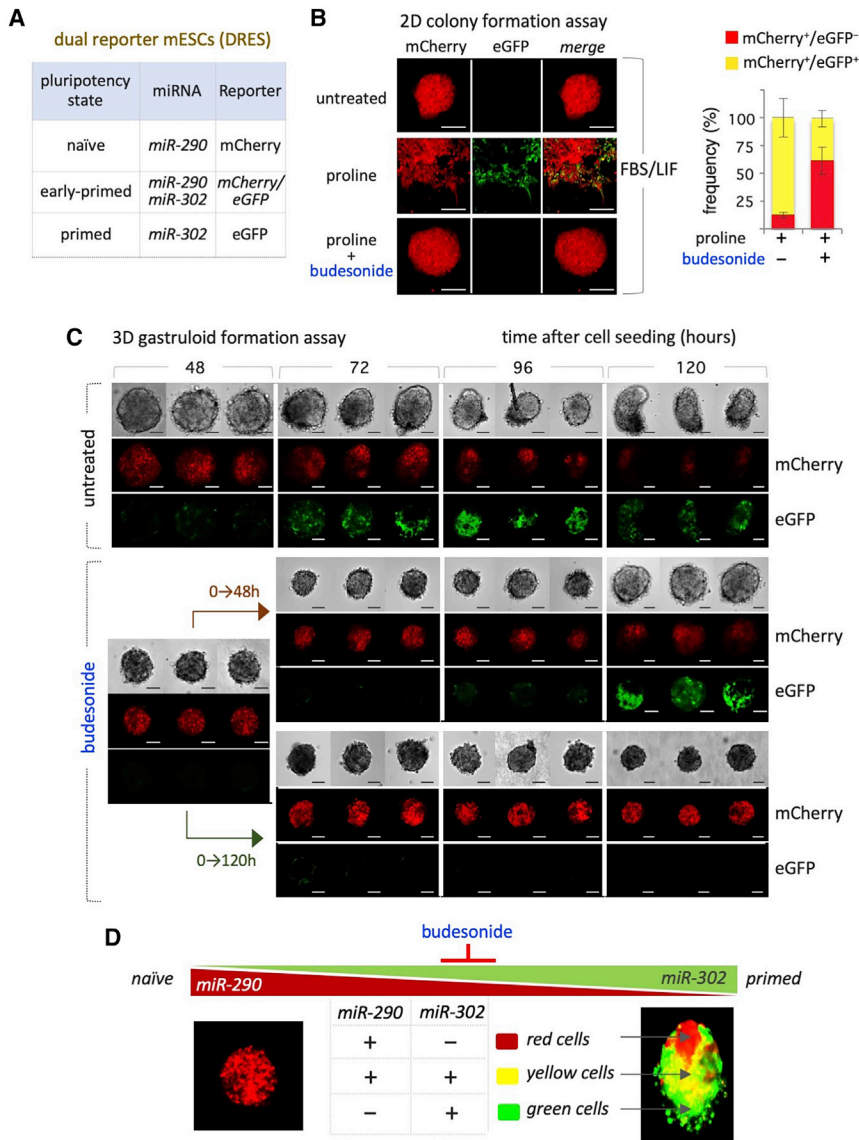 A
dual reporter mESCs (DRES)
pluripotency state miRNA Reporter
naïve miR-290 mCherry
early-primed miR-290 miR-302 mCherry/ eGFP
primed miR-302 eGFP
B
2D colony formation assay
mCherry eGFP merge
untreated
proline
proline
+
budesonide
FBS/LIF
mCherry⁺/eGFP⁻
mCherry⁺/eGFP⁺
frequency (%)
100
75
50
25
proline + +
budesonide − +
C
3D gastruloid formation assay time after cell seeding (hours)
48 72 96 120
untreated
mCherry
eGFP
budesonide
0→48h
mCherry
eGFP
0→120h
mCherry
eGFP
D
budesonide
naïve miR-290 miR-302 primed
miR-290 miR-302
+ − red cells
+ + yellow cells
− + green cells